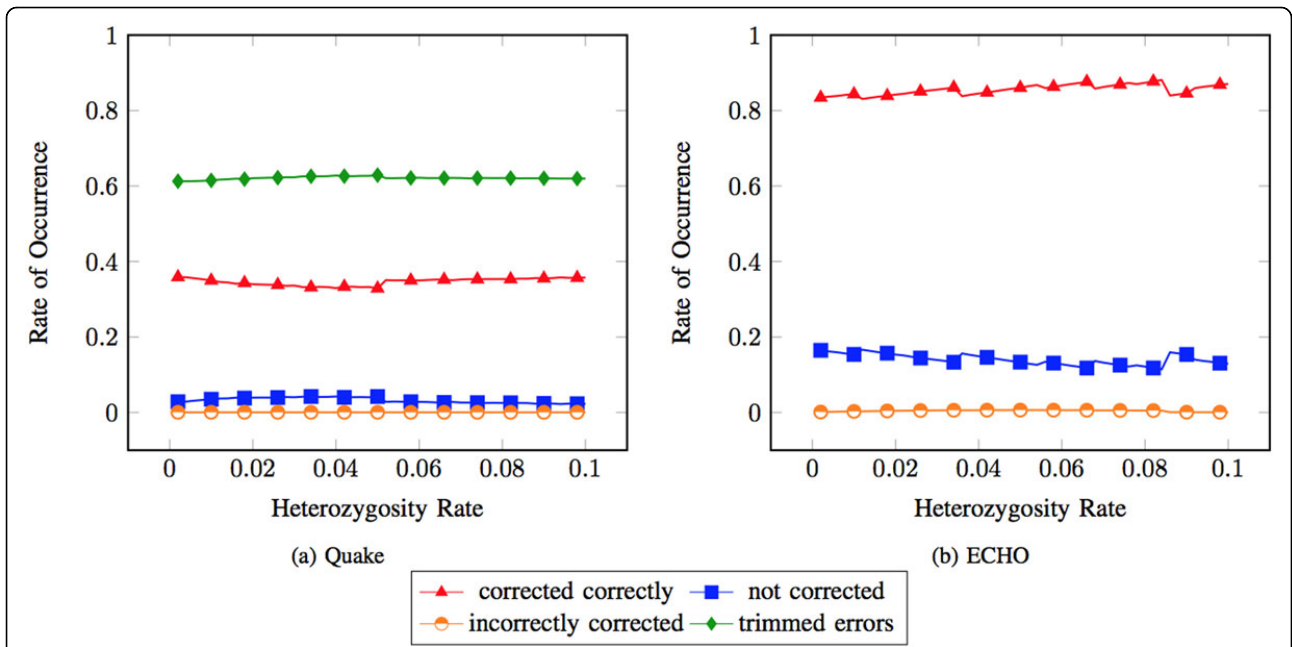 1
0.8
0.6
0.4
0.2
0
Rate of Occurrence
0 0.02 0.04 0.06 0.08 0.1
Heterozygosity Rate
(a) Quake
1
0.8
0.6
0.4
0.2
0
Rate of Occurrence
0 0.02 0.04 0.06 0.08 0.1
Heterozygosity Rate
(b) ECHO
corrected correctly not corrected
incorrectly corrected trimmed errors